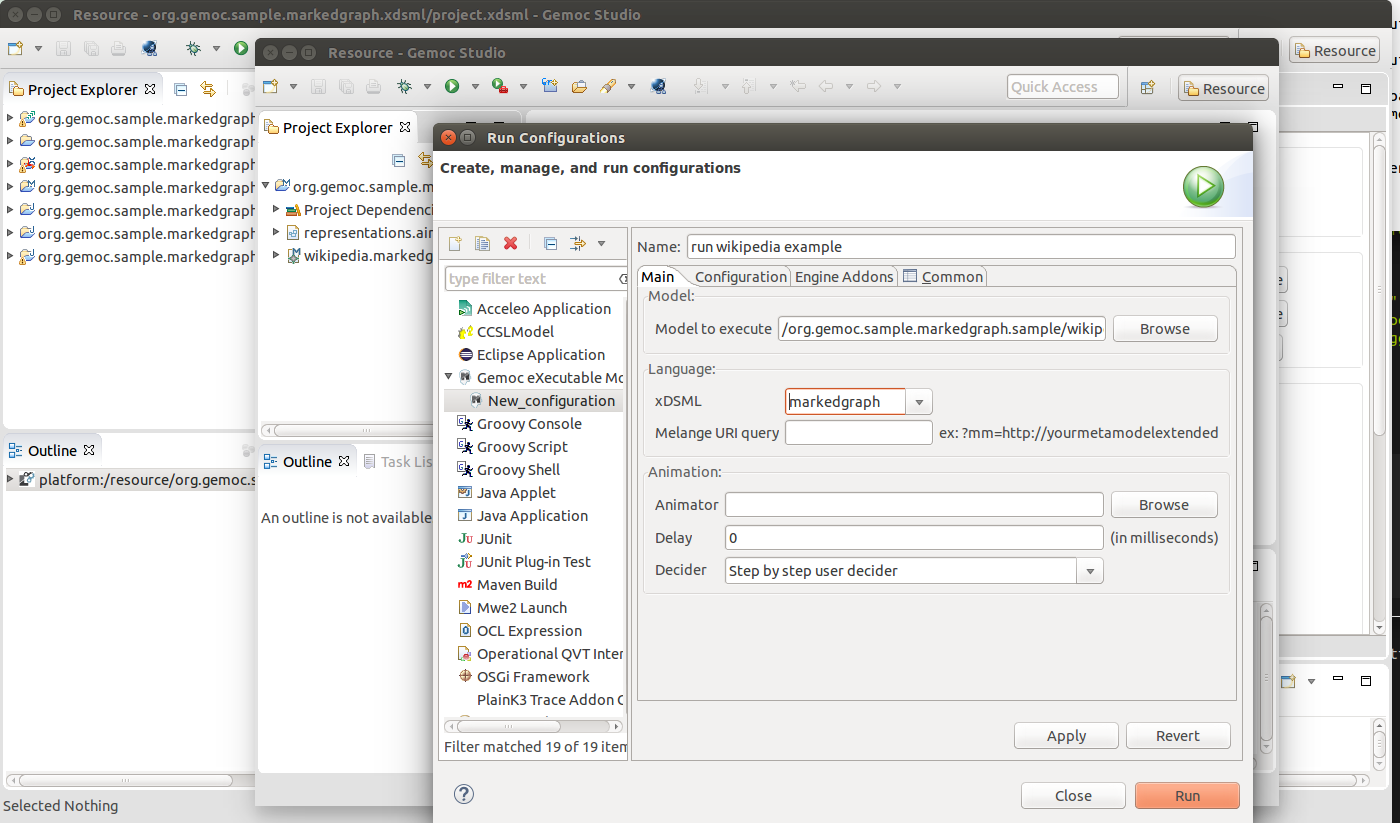 Resource - org.gemoc.sample.markedgraph.xdsml/project.xdsml - Gemoc Studio
Resource
Project Explorer
org.gemoc.sample.markedgraph
org.gemoc.sample.markedgraph
org.gemoc.sample.markedgraph
org.gemoc.sample.markedgraph
org.gemoc.sample.markedgraph
org.gemoc.sample.markedgraph
org.gemoc.sample.markedgraph
Outline
platform:/resource/org.gemoc.s
Selected Nothing
Resource - Gemoc Studio
Quick Access
Resource
Project Explorer
org.gemoc.sample.m
Project Dependenci
representations.air
wikipedia.markedg
Outline
Task Lis
An outline is not available
Run Configurations
Create, manage, and run configurations
type filter text
Acceleo Application
CCSLModel
Eclipse Application
Gemoc eXecutable Mo
New_configuration
Groovy Console
Groovy Script
Groovy Shell
Java Applet
Java Application
JUnit
JUnit Plug-in Test
Maven Build
Mwe2 Launch
OCL Expression
Operational QVT Inter
OSGi Framework
PlainK3 Trace Addon C
Filter matched 19 of 19 item
Name: run wikipedia example
Main Configuration Engine Addons Common
Model:
Model to execute /org.gemoc.sample.markedgraph.sample/wikip Browse
Language:
xDSML markedgraph
Melange URI query ex: ?mm=http://yourmetamodelextended
Animation:
Animator Browse
Delay 0 (in milliseconds)
Decider Step by step user decider
Apply Revert
Close Run